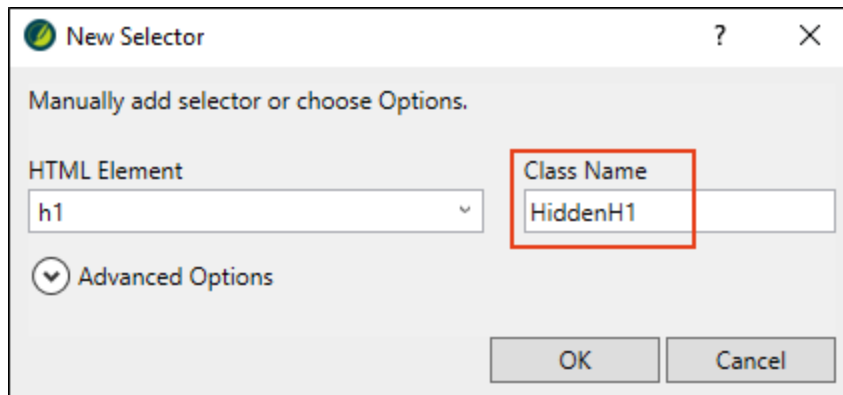 New Selector
?
Manually add selector or choose Options.
HTML Element
Class Name
h1
HiddenH1
Advanced Options
OK
Cancel